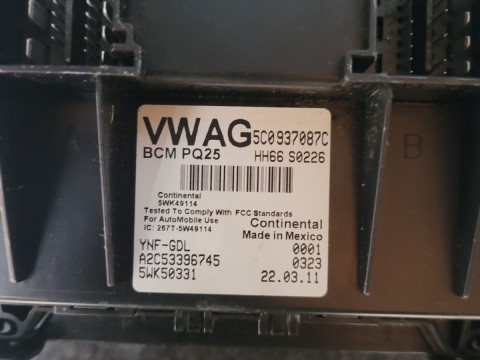 VWAG 5C0937087C
BCM PQ25 HH66 S0226
Continental
5WK49114
Tested To Comply With FCC Standards
For AutoMobile Use
IC: 267T-5W49114
Continental
Made in Mexico
YNF-GDL 0001
A2C53396745 0323
5WK50331 22.03.11
B